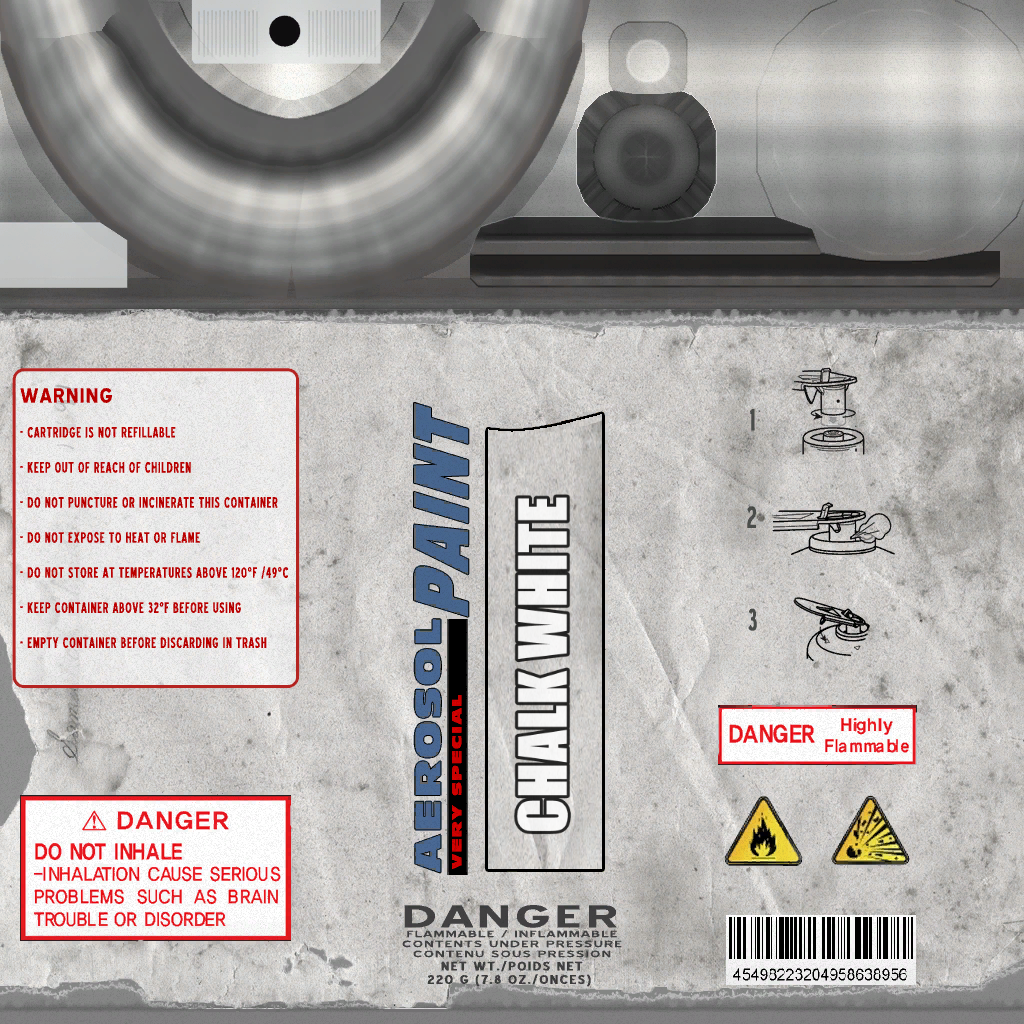 WARNING
- CARTRIDGE IS NOT REFILLABLE
- KEEP OUT OF REACH OF CHILDREN
- DO NOT PUNCTURE OR INCINERATE THIS CONTAINER
- DO NOT EXPOSE TO HEAT OR FLAME
- DO NOT STORE AT TEMPERATURES ABOVE 120°F /49°C
- KEEP CONTAINER ABOVE 32°F BEFORE USING
- EMPTY CONTAINER BEFORE DISCARDING IN TRASH
DANGER
DO NOT INHALE
-INHALATION CAUSE SERIOUS
PROBLEMS SUCH AS BRAIN
TROUBLE OR DISORDER
AEROSOL PAINT
VERY SPECIAL
CHALK WHITE
DANGER
FLAMMABLE / INFLAMMABLE
CONTENTS UNDER PRESSURE
CONTENU SOUS PRESSION
NET WT./POIDS NET
220 G (7.8 OZ./ONCES)
1
2
3
DANGER Highly
Flammable
45498223204958638956